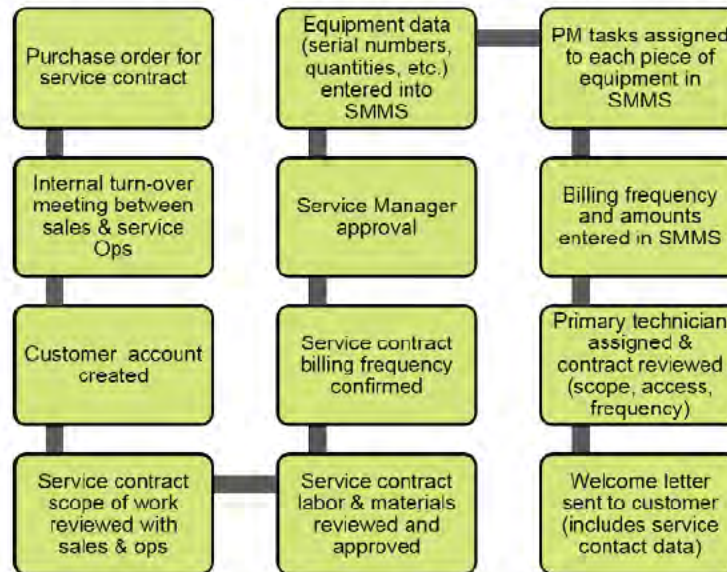 Purchase order for
service contract
Internal turn-over
meeting between
sales & service
Ops
Customer account
created
Service contract
scope of work
reviewed with
sales & ops
Service contract
labor & materials
reviewed and
approved
Service contract
billing frequency
confirmed
Service Manager
approval
Equipment data
(serial numbers,
quantities, etc.)
entered into
SMMS
PM tasks assigned
to each piece of
equipment in
SMMS
Billing frequency
and amounts
entered in SMMS
Primary technician
assigned &
contract reviewed
(scope, access,
frequency)
Welcome letter
sent to customer
(includes service
contact data)